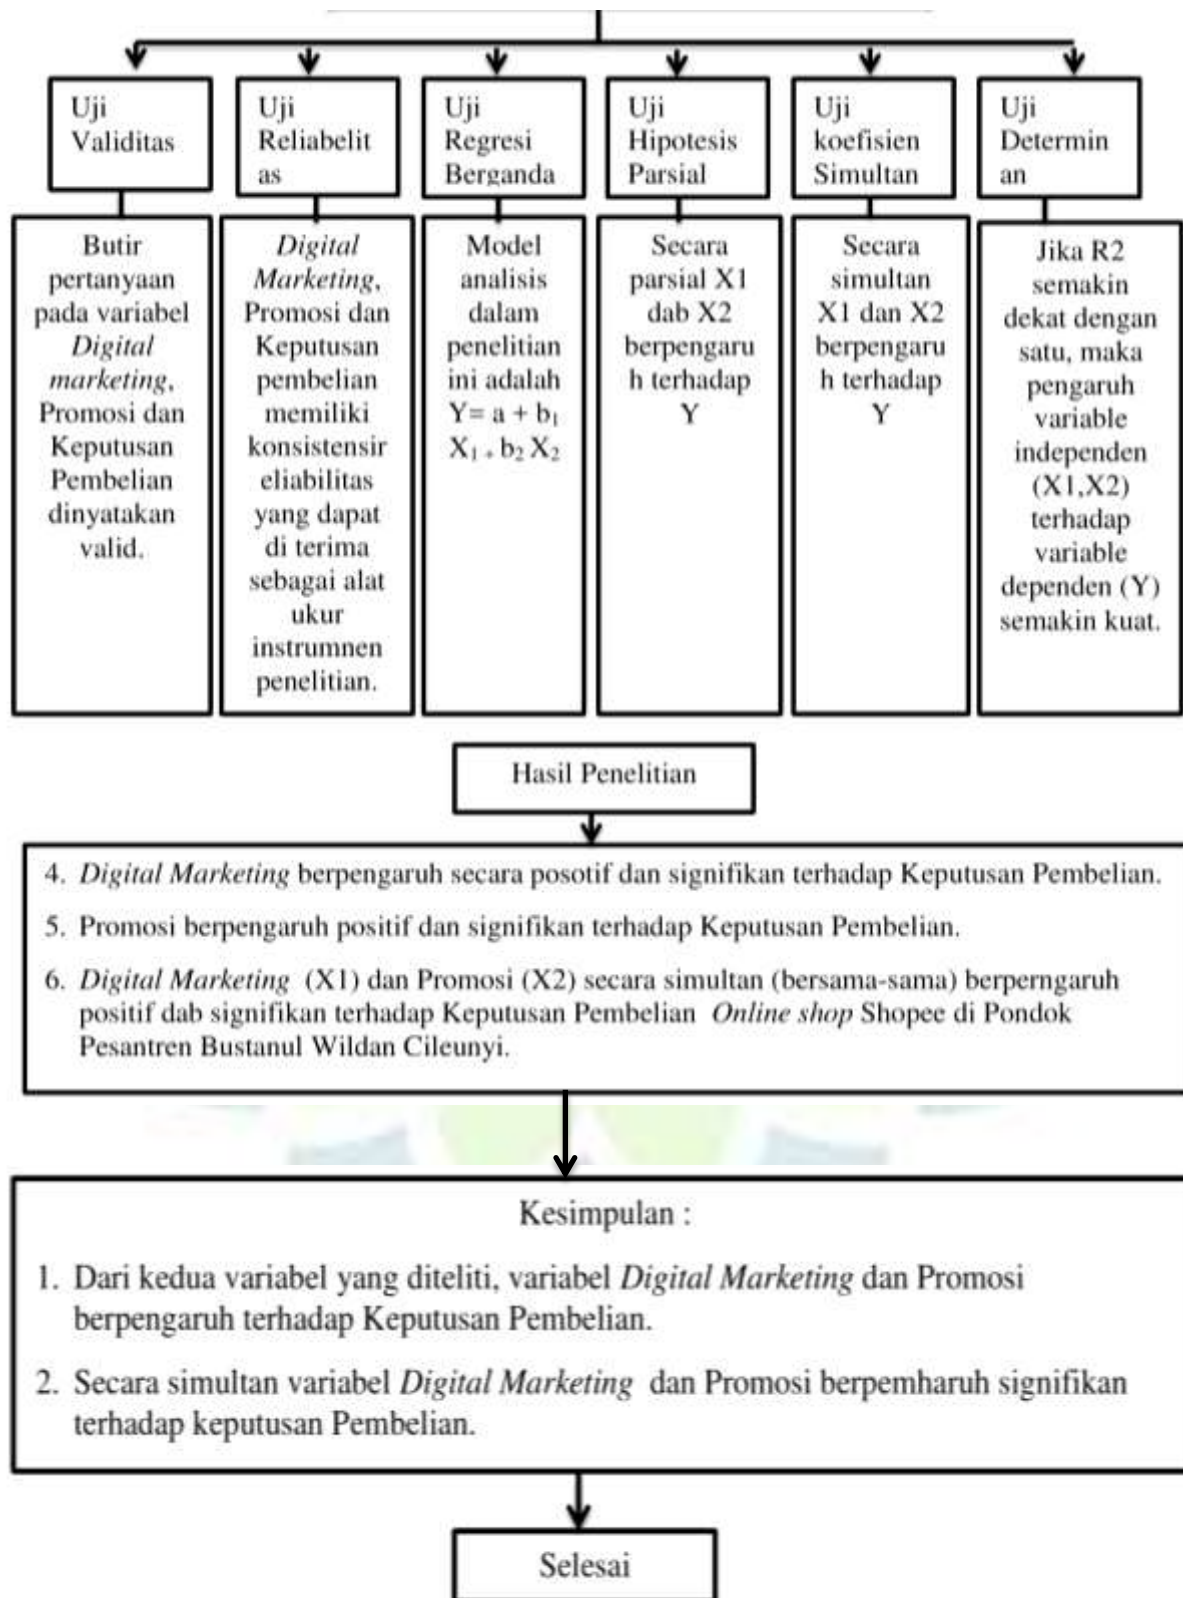 Uji
Validitas
Uji
Reliabelit
as
Uji
Regresi
Berganda
Uji
Hipotesis
Parsial
Uji
koefisien
Simultan
Uji
Determin
an
Butir
pertanyaan
pada variabel
Digital
marketing,
Promosi dan
Keputusan
Pembelian
dinyatakan
valid.
Digital
Marketing,
Promosi dan
Keputusan
pembelian
memiliki
konsistensir
eliabilitas
yang dapat
di terima
sebagai alat
ukur
instrumnen
penelitian.
Model
analisis
dalam
penelitian
ini adalah
Y= a + b₁
X₁ ₊ b₂ X₂
Secara
parsial X1
dab X2
berpengaru
h terhadap
Y
Secara
simultan
X1 dan X2
berpengaru
h terhadap
Y
Jika R2
semakin
dekat dengan
satu, maka
pengaruh
variable
independen
(X1,X2)
terhadap
variable
dependen (Y)
semakin kuat.
Hasil Penelitian
4. Digital Marketing berpengaruh secara posotif dan signifikan terhadap Keputusan Pembelian.
5. Promosi berpengaruh positif dan signifikan terhadap Keputusan Pembelian.
6. Digital Marketing (X1) dan Promosi (X2) secara simultan (bersama-sama) berperngaruh
positif dab signifikan terhadap Keputusan Pembelian Online shop Shopee di Pondok
Pesantren Bustanul Wildan Cileunyi.
Kesimpulan :
1. Dari kedua variabel yang diteliti, variabel Digital Marketing dan Promosi
berpengaruh terhadap Keputusan Pembelian.
2. Secara simultan variabel Digital Marketing dan Promosi berpemharuh signifikan
terhadap keputusan Pembelian.
Selesai